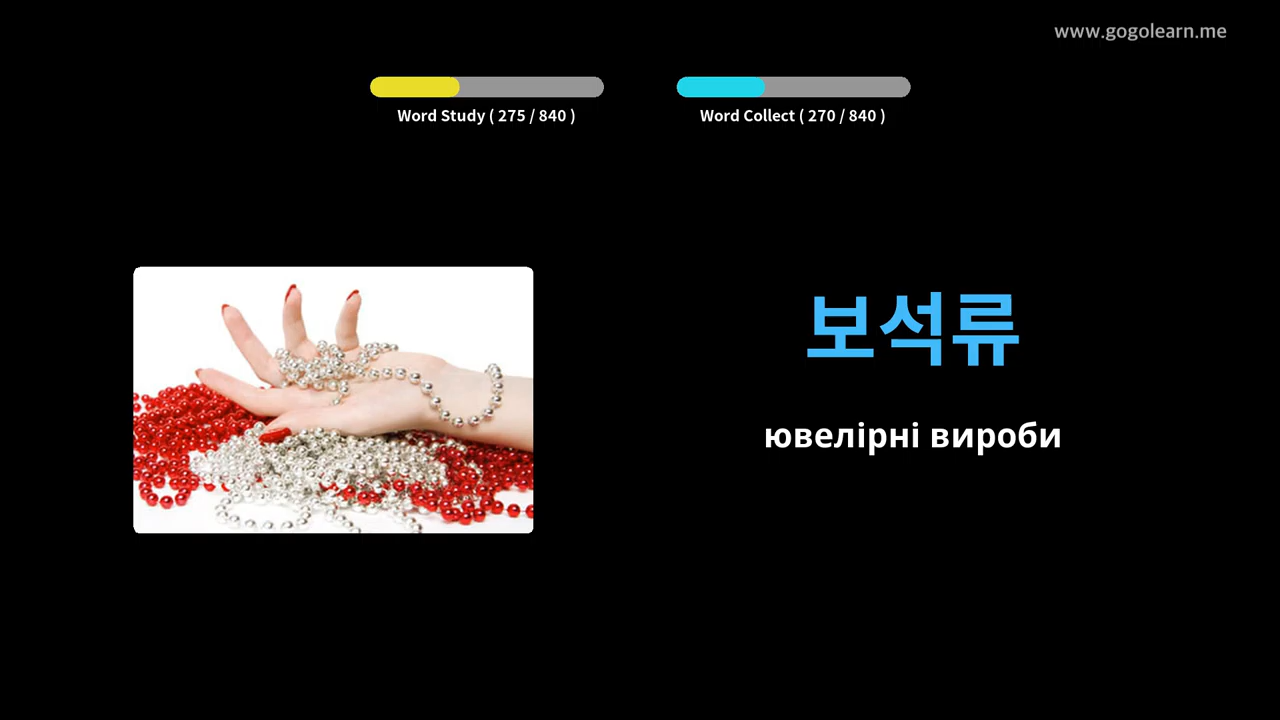 www.gogolearn.me
Word Study ( 275 / 840 )
Word Collect ( 270 / 840 )
보석류
ювелірні вироби